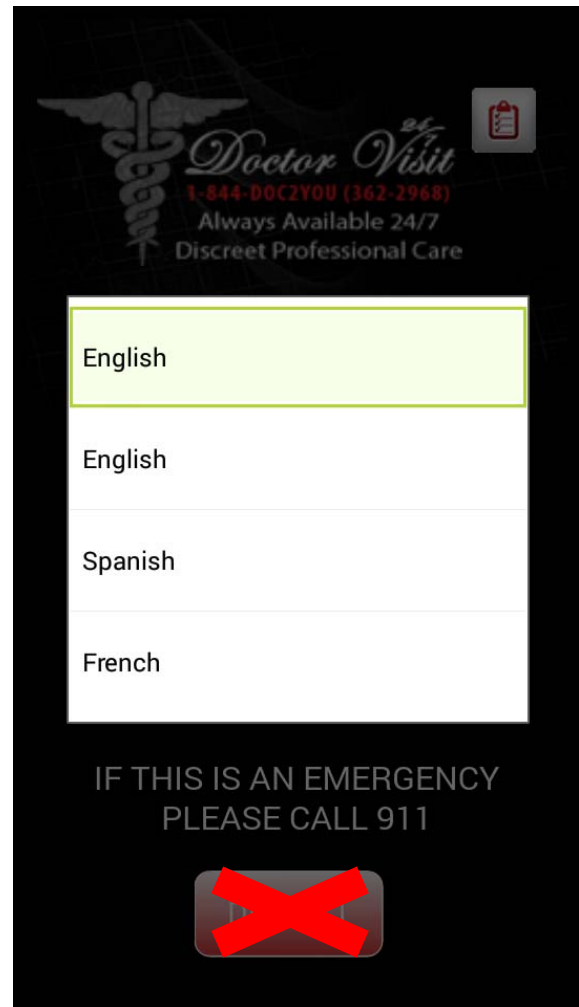 Doctor Visit
24/7
1-844-DOC2YOU (362-2968)
Always Available 24/7
Discreet Professional Care
English
English
Spanish
French
IF THIS IS AN EMERGENCY
PLEASE CALL 911